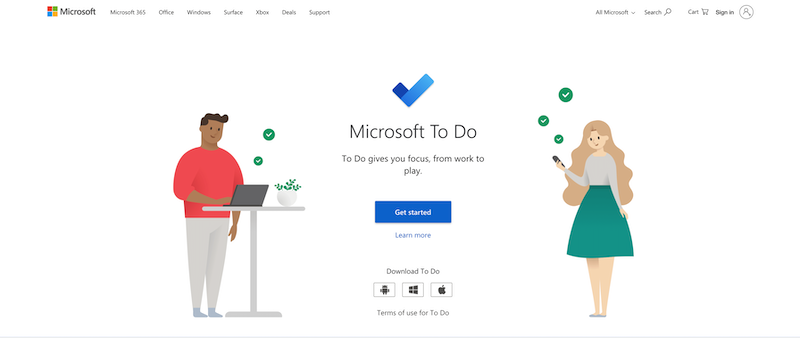 Microsoft Microsoft 365 Office Windows Surface Xbox Deals Support All Microsoft Search Cart Sign in
Microsoft To Do
To Do gives you focus, from work to
play.
Get started
Learn more
Download To Do
Terms of use for To Do